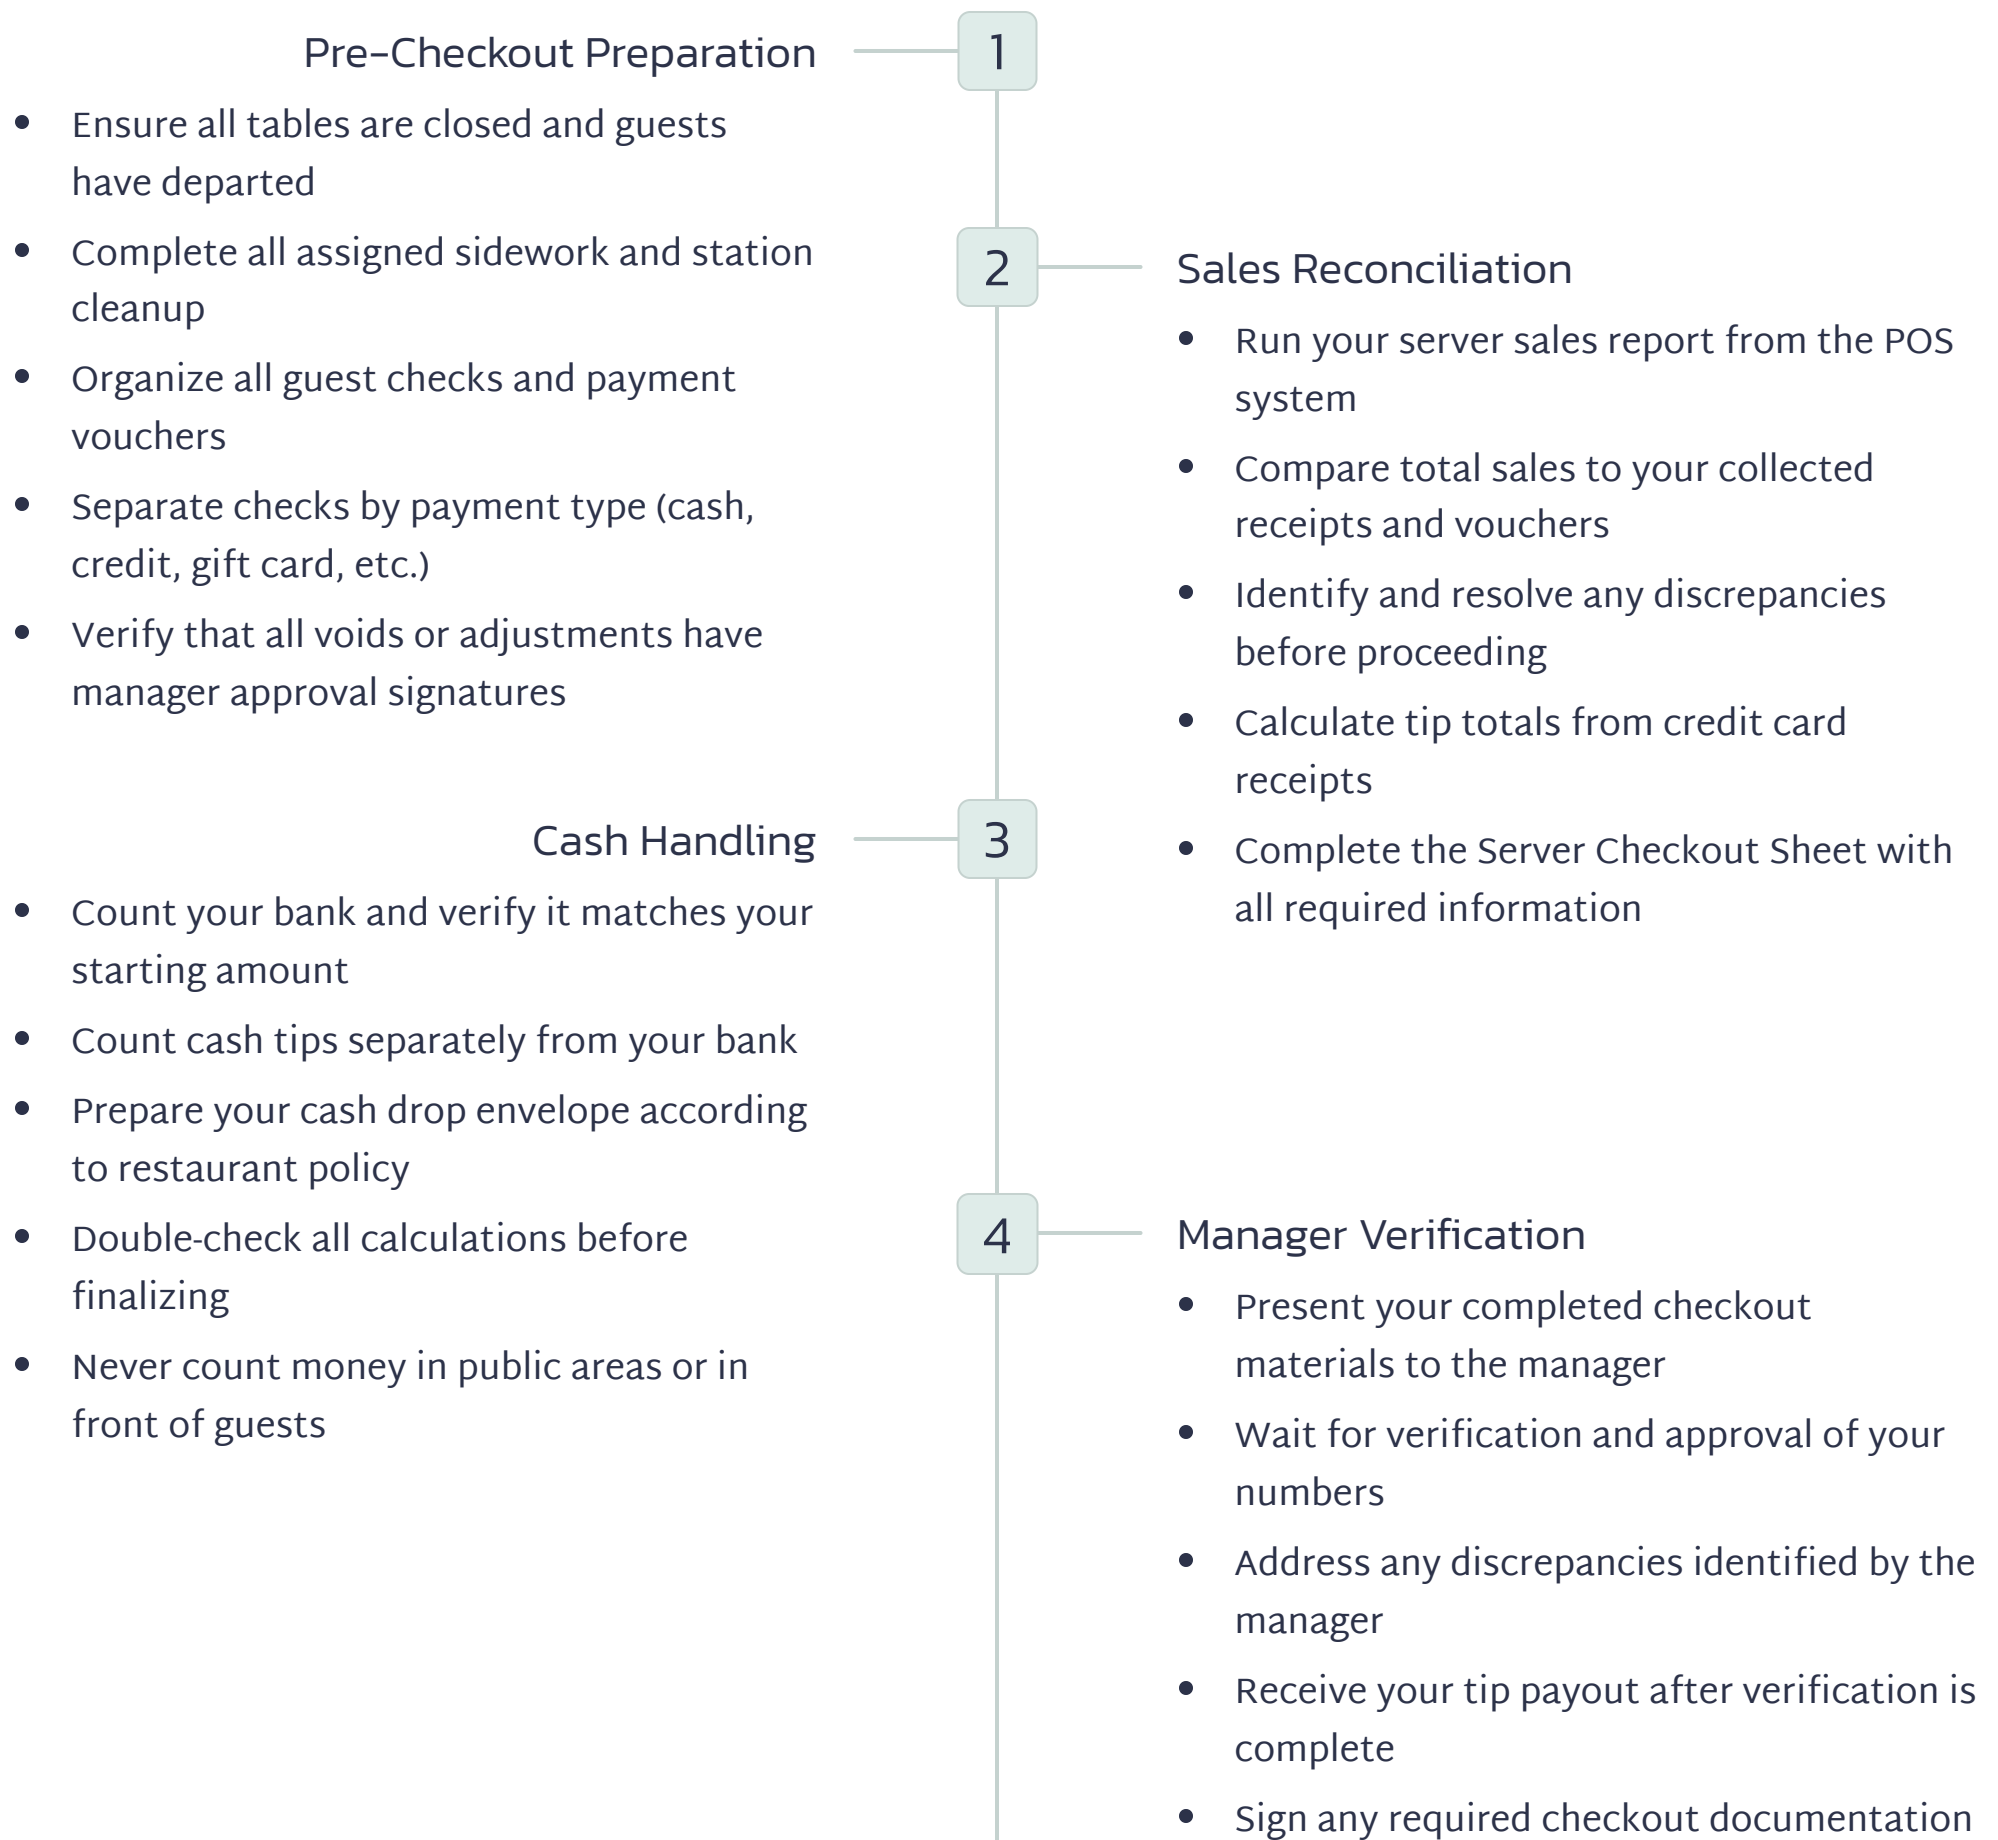 1
Pre-Checkout Preparation
• Ensure all tables are closed and guests
have departed
• Complete all assigned sidework and station
cleanup
• Organize all guest checks and payment
vouchers
• Separate checks by payment type (cash,
credit, gift card, etc.)
• Verify that all voids or adjustments have
manager approval signatures
2
Sales Reconciliation
• Run your server sales report from the POS
system
• Compare total sales to your collected
receipts and vouchers
• Identify and resolve any discrepancies
before proceeding
• Calculate tip totals from credit card
receipts
• Complete the Server Checkout Sheet with
all required information
3
Cash Handling
• Count your bank and verify it matches your
starting amount
• Count cash tips separately from your bank
• Prepare your cash drop envelope according
to restaurant policy
• Double-check all calculations before
finalizing
• Never count money in public areas or in
front of guests
4
Manager Verification
• Present your completed checkout
materials to the manager
• Wait for verification and approval of your
numbers
• Address any discrepancies identified by the
manager
• Receive your tip payout after verification is
complete
• Sign any required checkout documentation